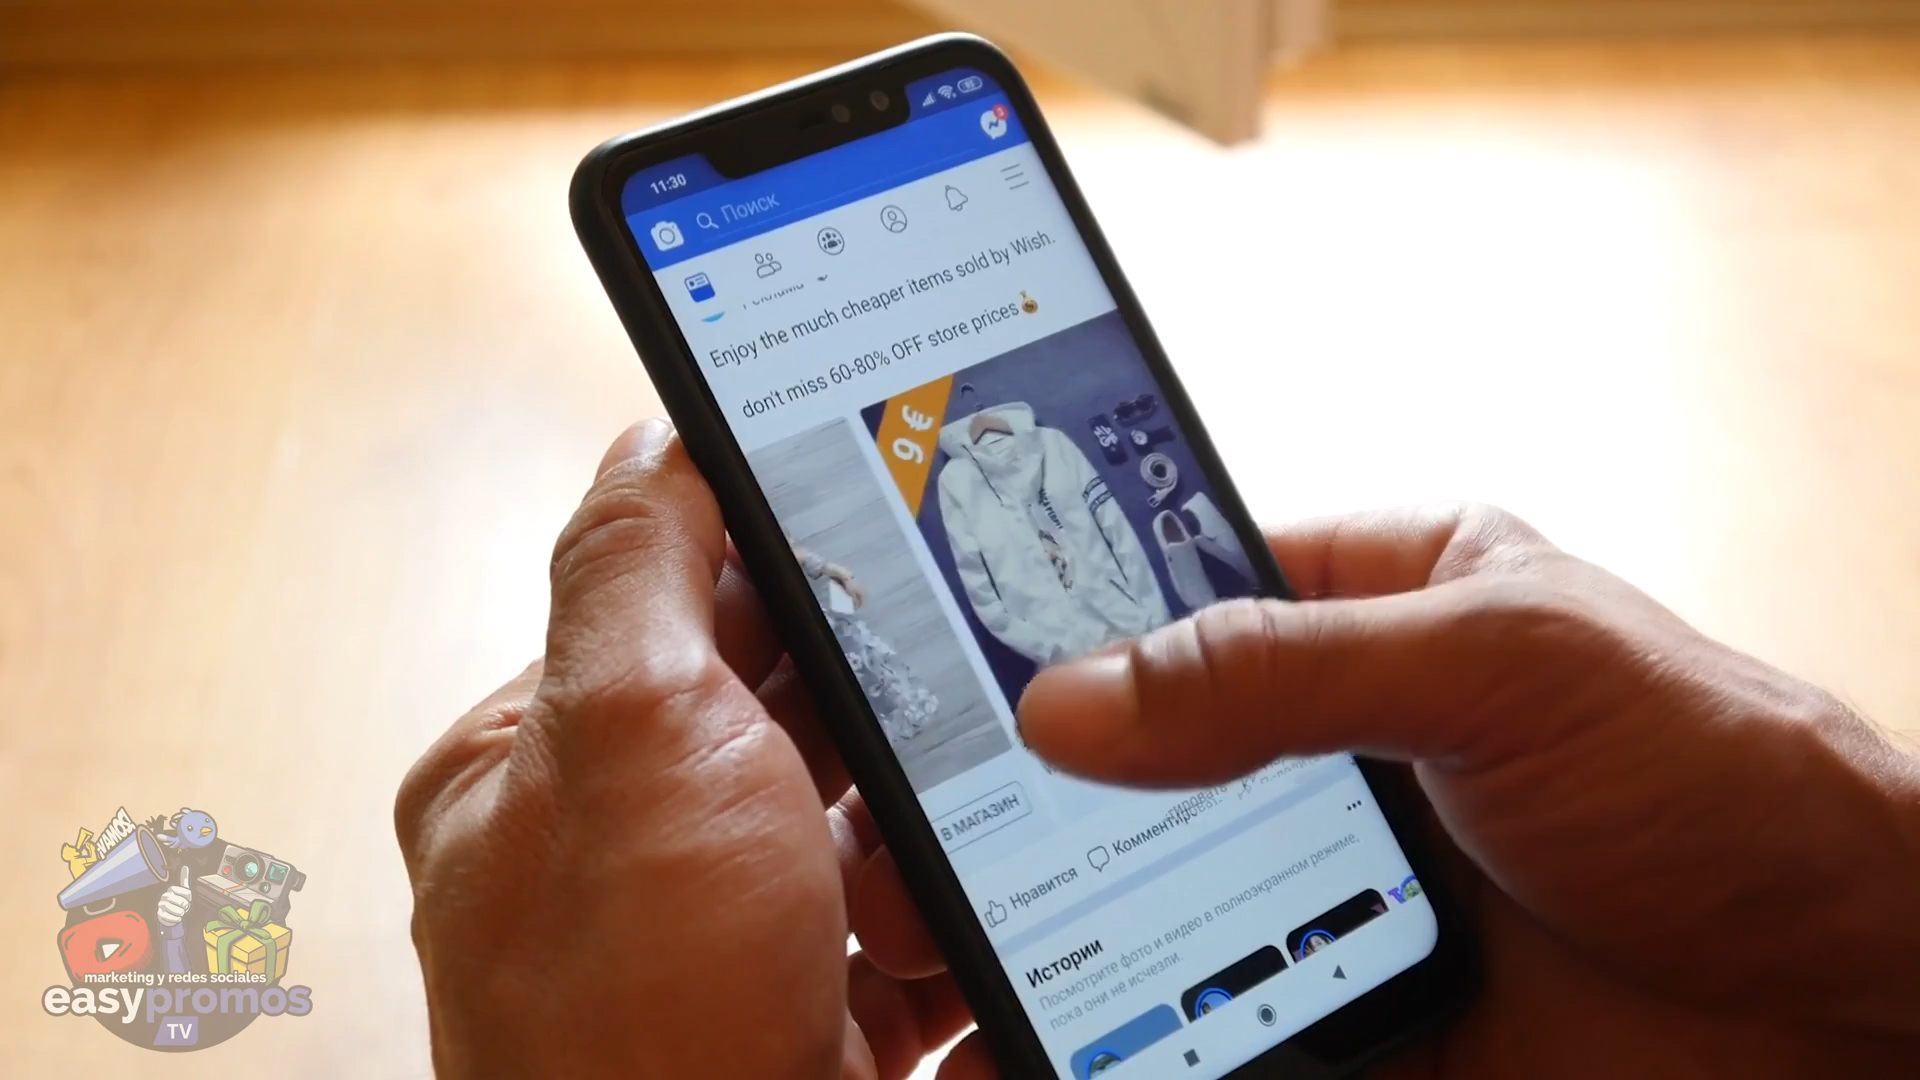 11:30
3
Поиск
Enjoy the much cheaper items sold by Wish.
don't miss 60-80% OFF store prices💰
9 €
В МАГАЗИН
Нравится
Комментировать
Истории
Посмотрите фото и видео в полноэкранном режиме,
пока они не исчезли.
¡VAMOS!
marketing y redes sociales
easypromos
TV